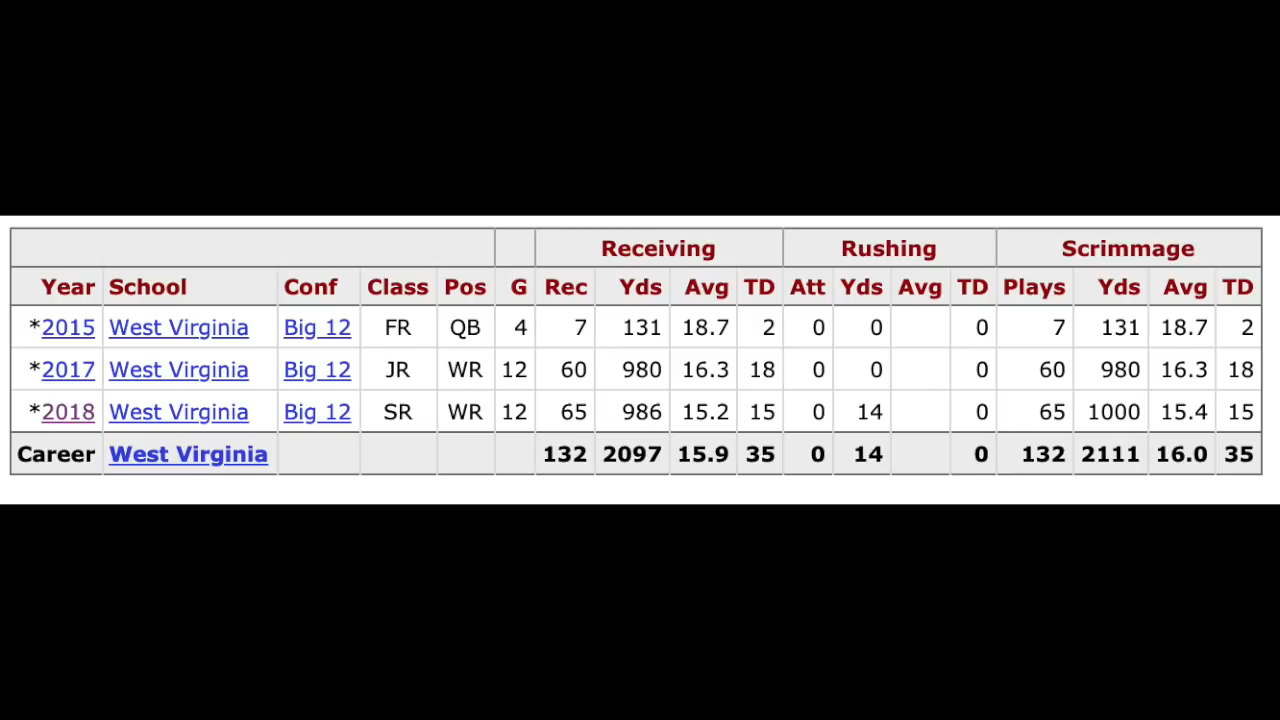 Receiving Rushing Scrimmage
Year School Conf Class Pos G Rec Yds Avg TD Att Yds Avg TD Plays Yds Avg TD
*2015 West Virginia Big 12 FR QB 4 7 131 18.7 2 0 0 0 7 131 18.7 2
*2017 West Virginia Big 12 JR WR 12 60 980 16.3 18 0 0 0 60 980 16.3 18
*2018 West Virginia Big 12 SR WR 12 65 986 15.2 15 0 14 0 65 1000 15.4 15
Career West Virginia 132 2097 15.9 35 0 14 0 132 2111 16.0 35